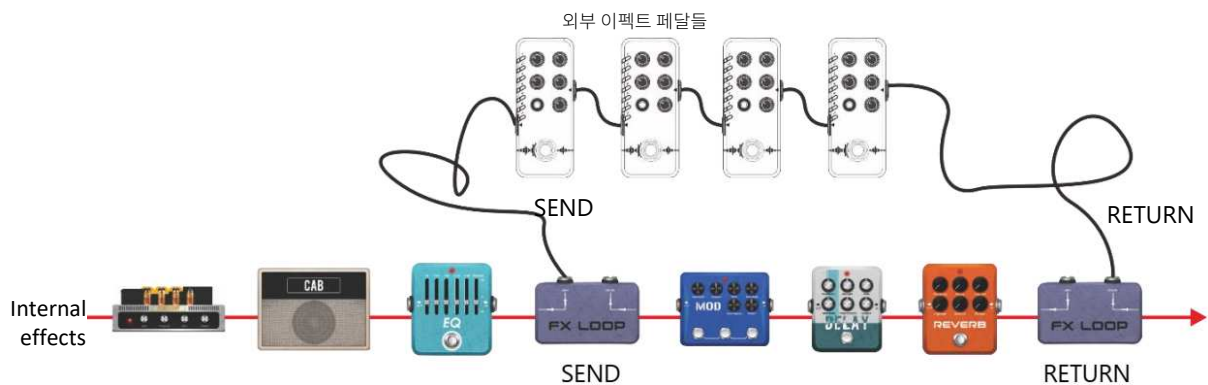 외부 이펙트 페달들
SEND
RETURN
Internal
effects
CAB
EQ
FX LOOP
MOD
DELAY
REVERB
FX LOOP
SEND
RETURN